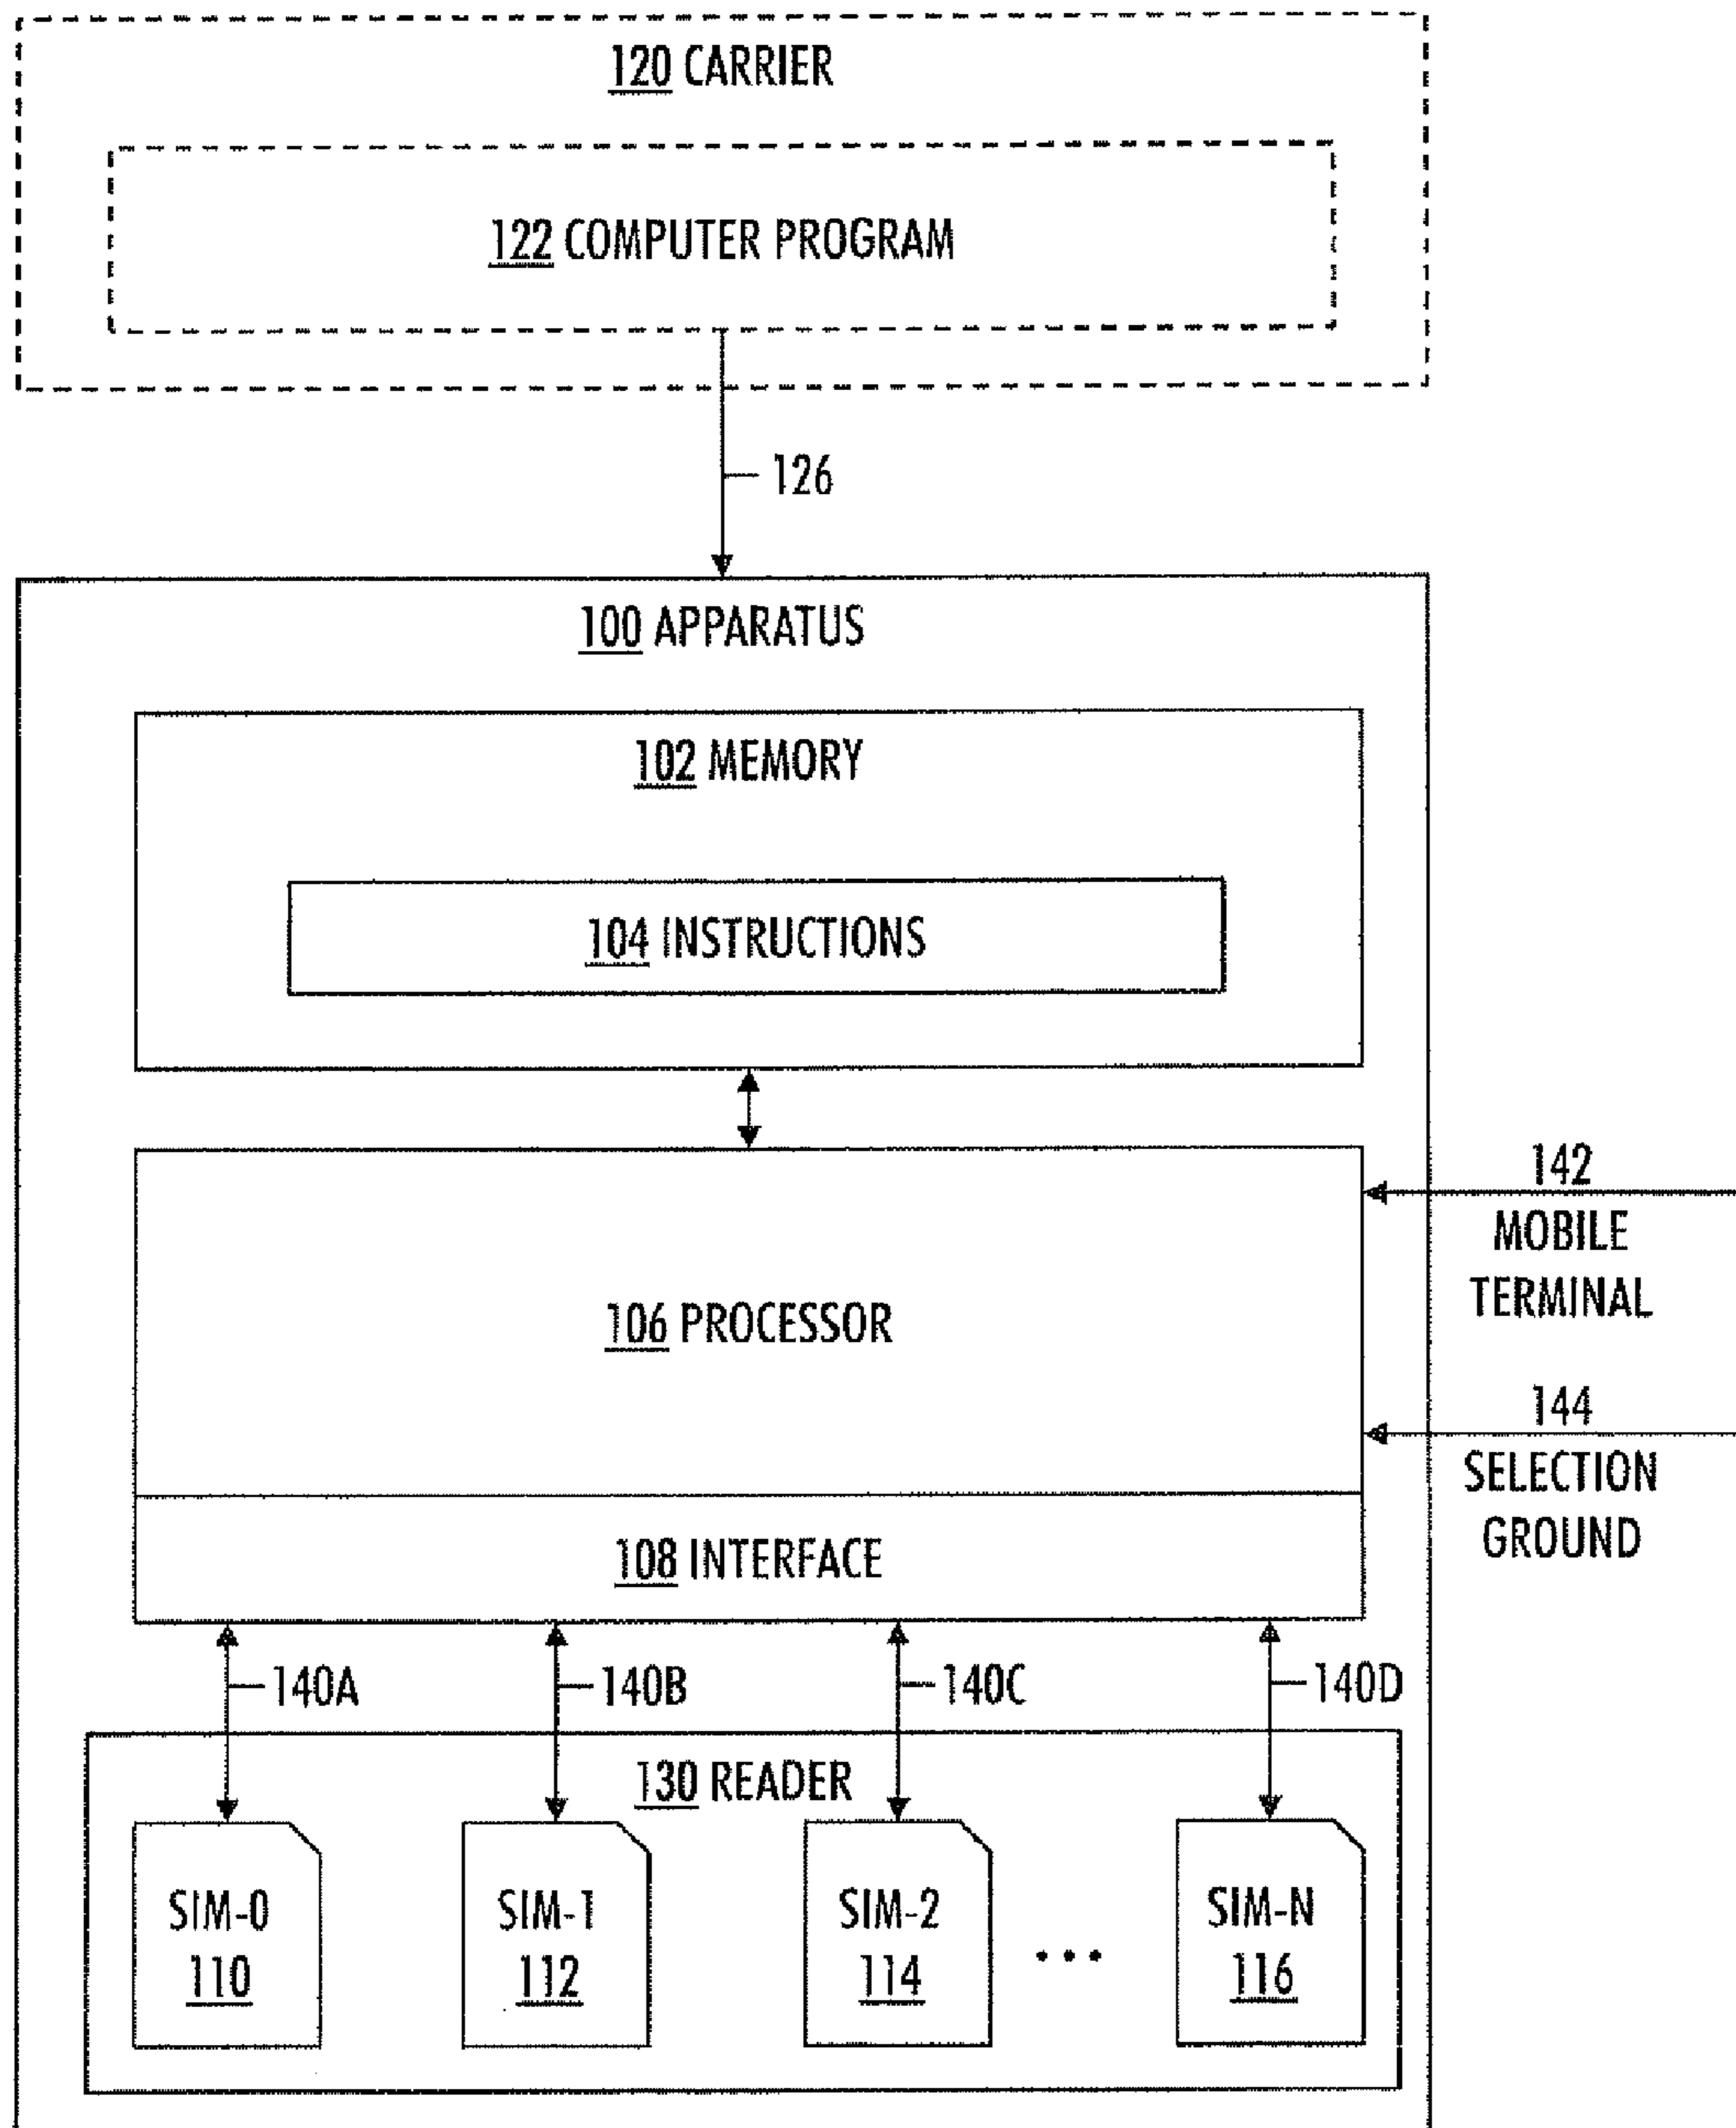 120 CARRIER
122 COMPUTER PROGRAM
126
100 APPARATUS
102 MEMORY
104 INSTRUCTIONS
142
MOBILE
TERMINAL
106 PROCESSOR
144
SELECTION
GROUND
108 INTERFACE
140A
140B
140C
140D
130 READER
SIM-0
110
SIM-1
112
SIM-2
114
...
SIM-N
116